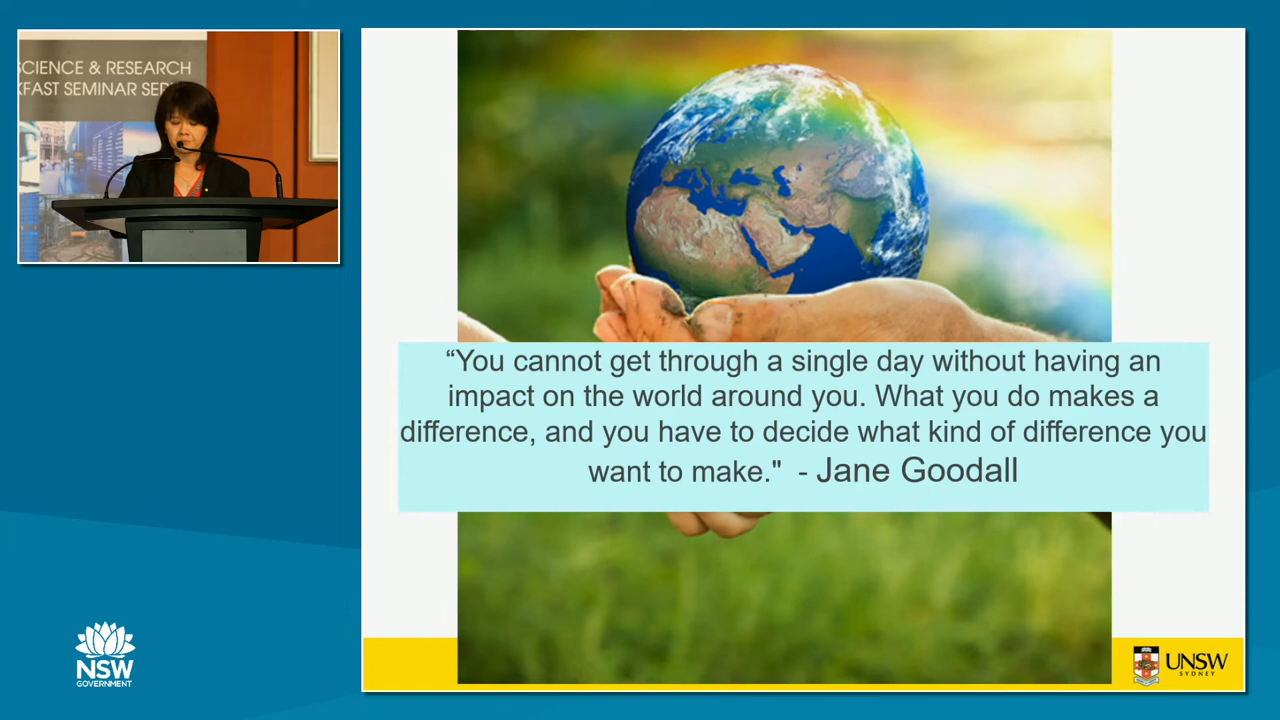 SCIENCE & RESEARCH
KFAST SEMINAR SER
“You cannot get through a single day without having an
impact on the world around you. What you do makes a
difference, and you have to decide what kind of difference you
want to make." - Jane Goodall
NSW
GOVERNMENT
UNSW
SYDNEY